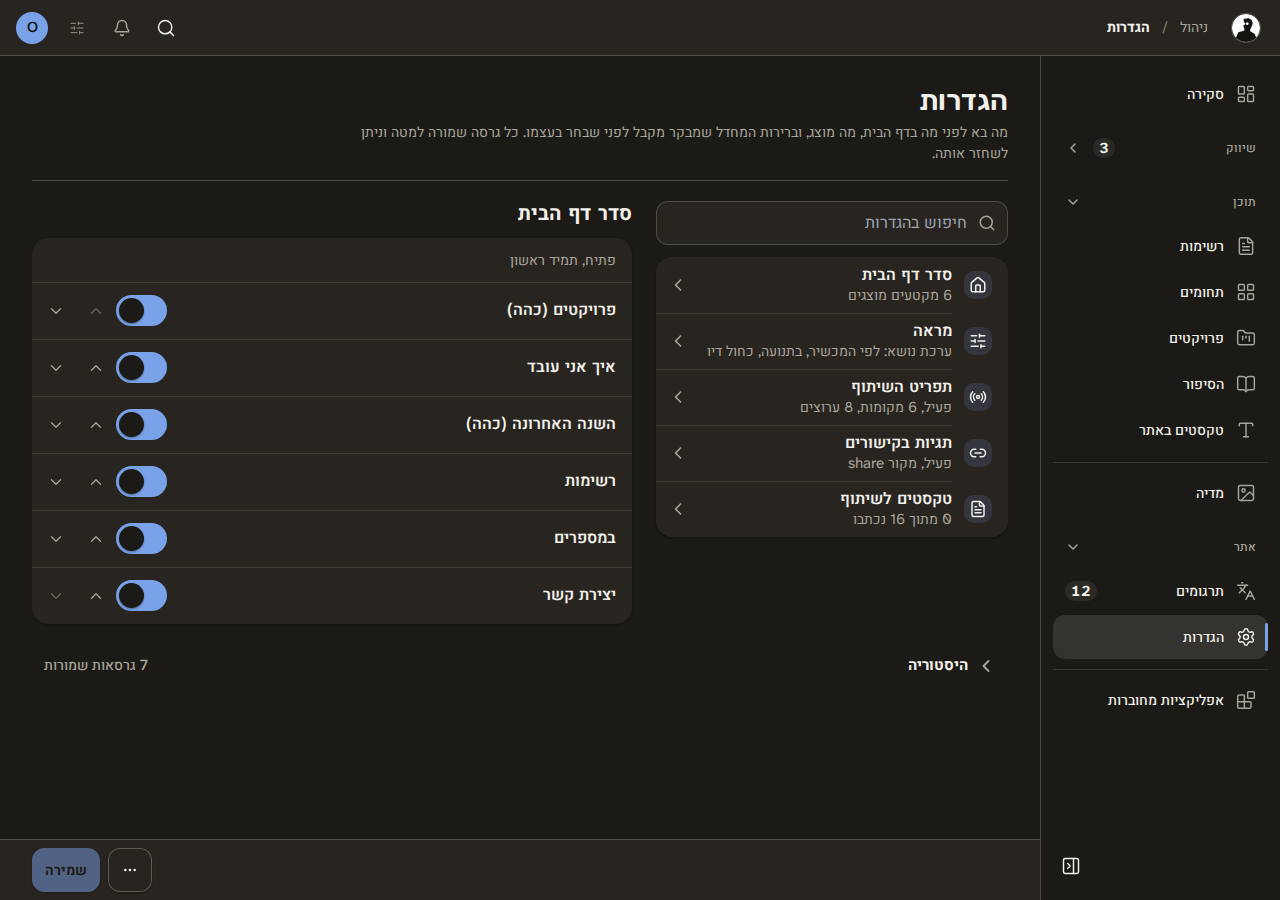 ניהול / הגדרות
O
סקירה
שיווק 3
תוכן
רשימות
תחומים
פרויקטים
הסיפור
טקסטים באתר
מדיה
אתר
תרגומים 12
הגדרות
אפליקציות מחוברות
הגדרות
מה בא לפני מה בדף הבית, מה מוצג, וברירות המחדל שמבקר מקבל לפני שבחר בעצמו. כל גרסה שמורה למטה וניתן
לשחזר אותה.
חיפוש בהגדרות
סדר דף הבית
6 מקטעים מוצגים
מראה
ערכת נושא: לפי המכשיר, בתנועה, כחול דיו
תפריט השיתוף
פעיל, 6 מקומות, 8 ערוצים
תגיות בקישורים
פעיל, מקור share
טקסטים לשיתוף
0 מתוך 16 נכתבו
סדר דף הבית
פתיח, תמיד ראשון
פרויקטים (כהה)
איך אני עובד
השנה האחרונה (כהה)
רשימות
במספרים
יצירת קשר
היסטוריה
7 גרסאות שמורות
שמירה